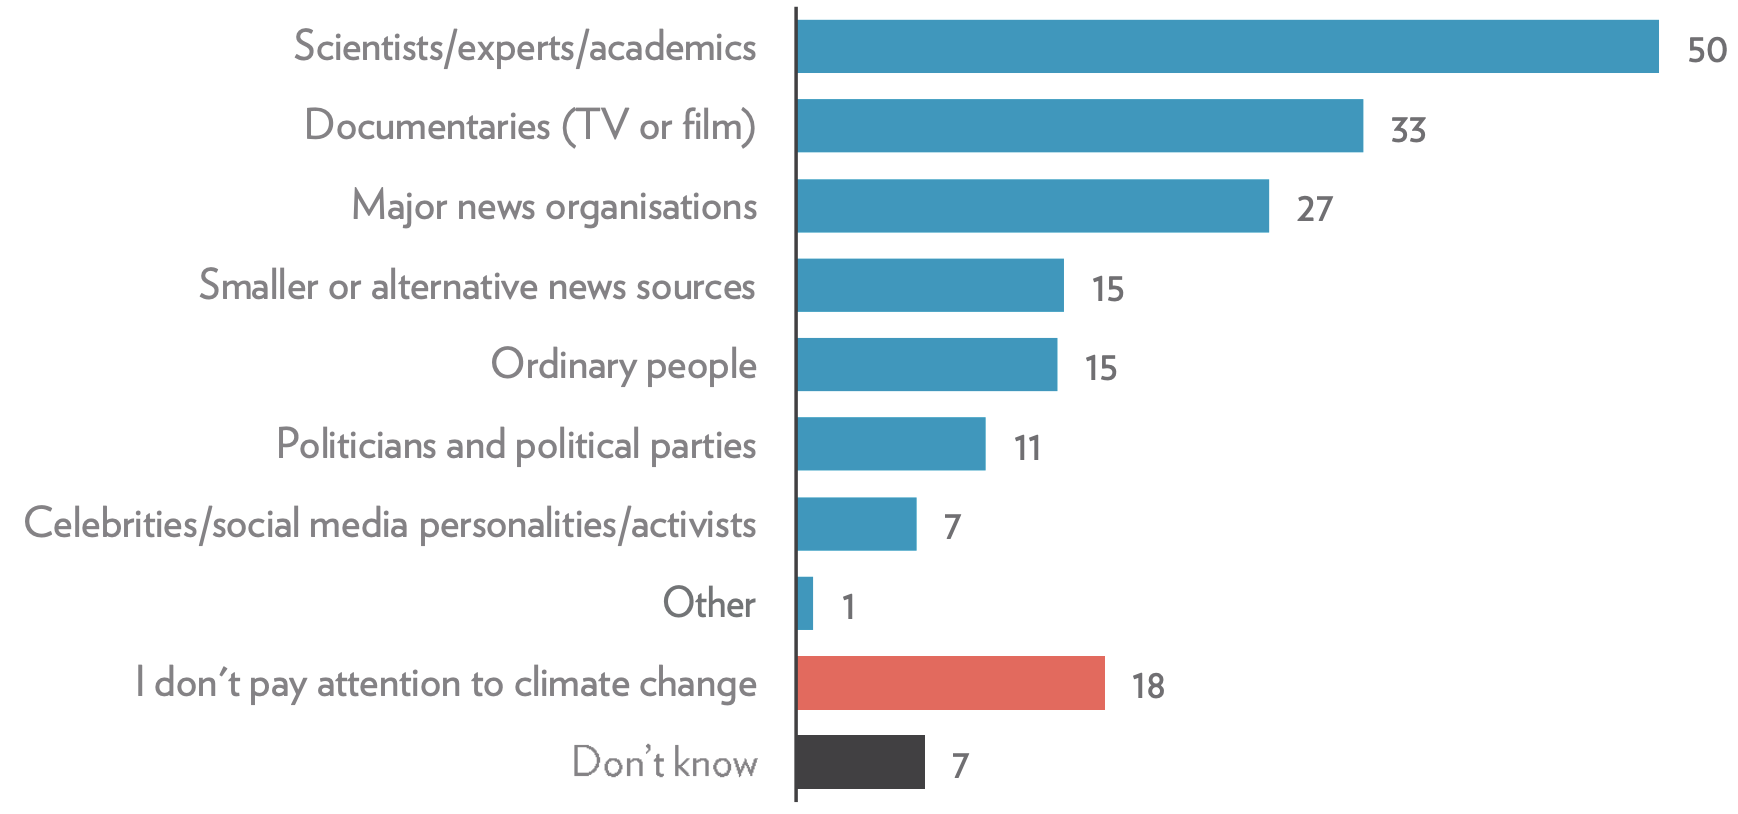 Scientists/experts/academics 50
Documentaries (TV or film) 33
Major news organisations 27
Smaller or alternative news sources 15
Ordinary people 15
Politicians and political parties 11
Celebrities/social media personalities/activists 7
Other 1
I don't pay attention to climate change 18
Don't know 7